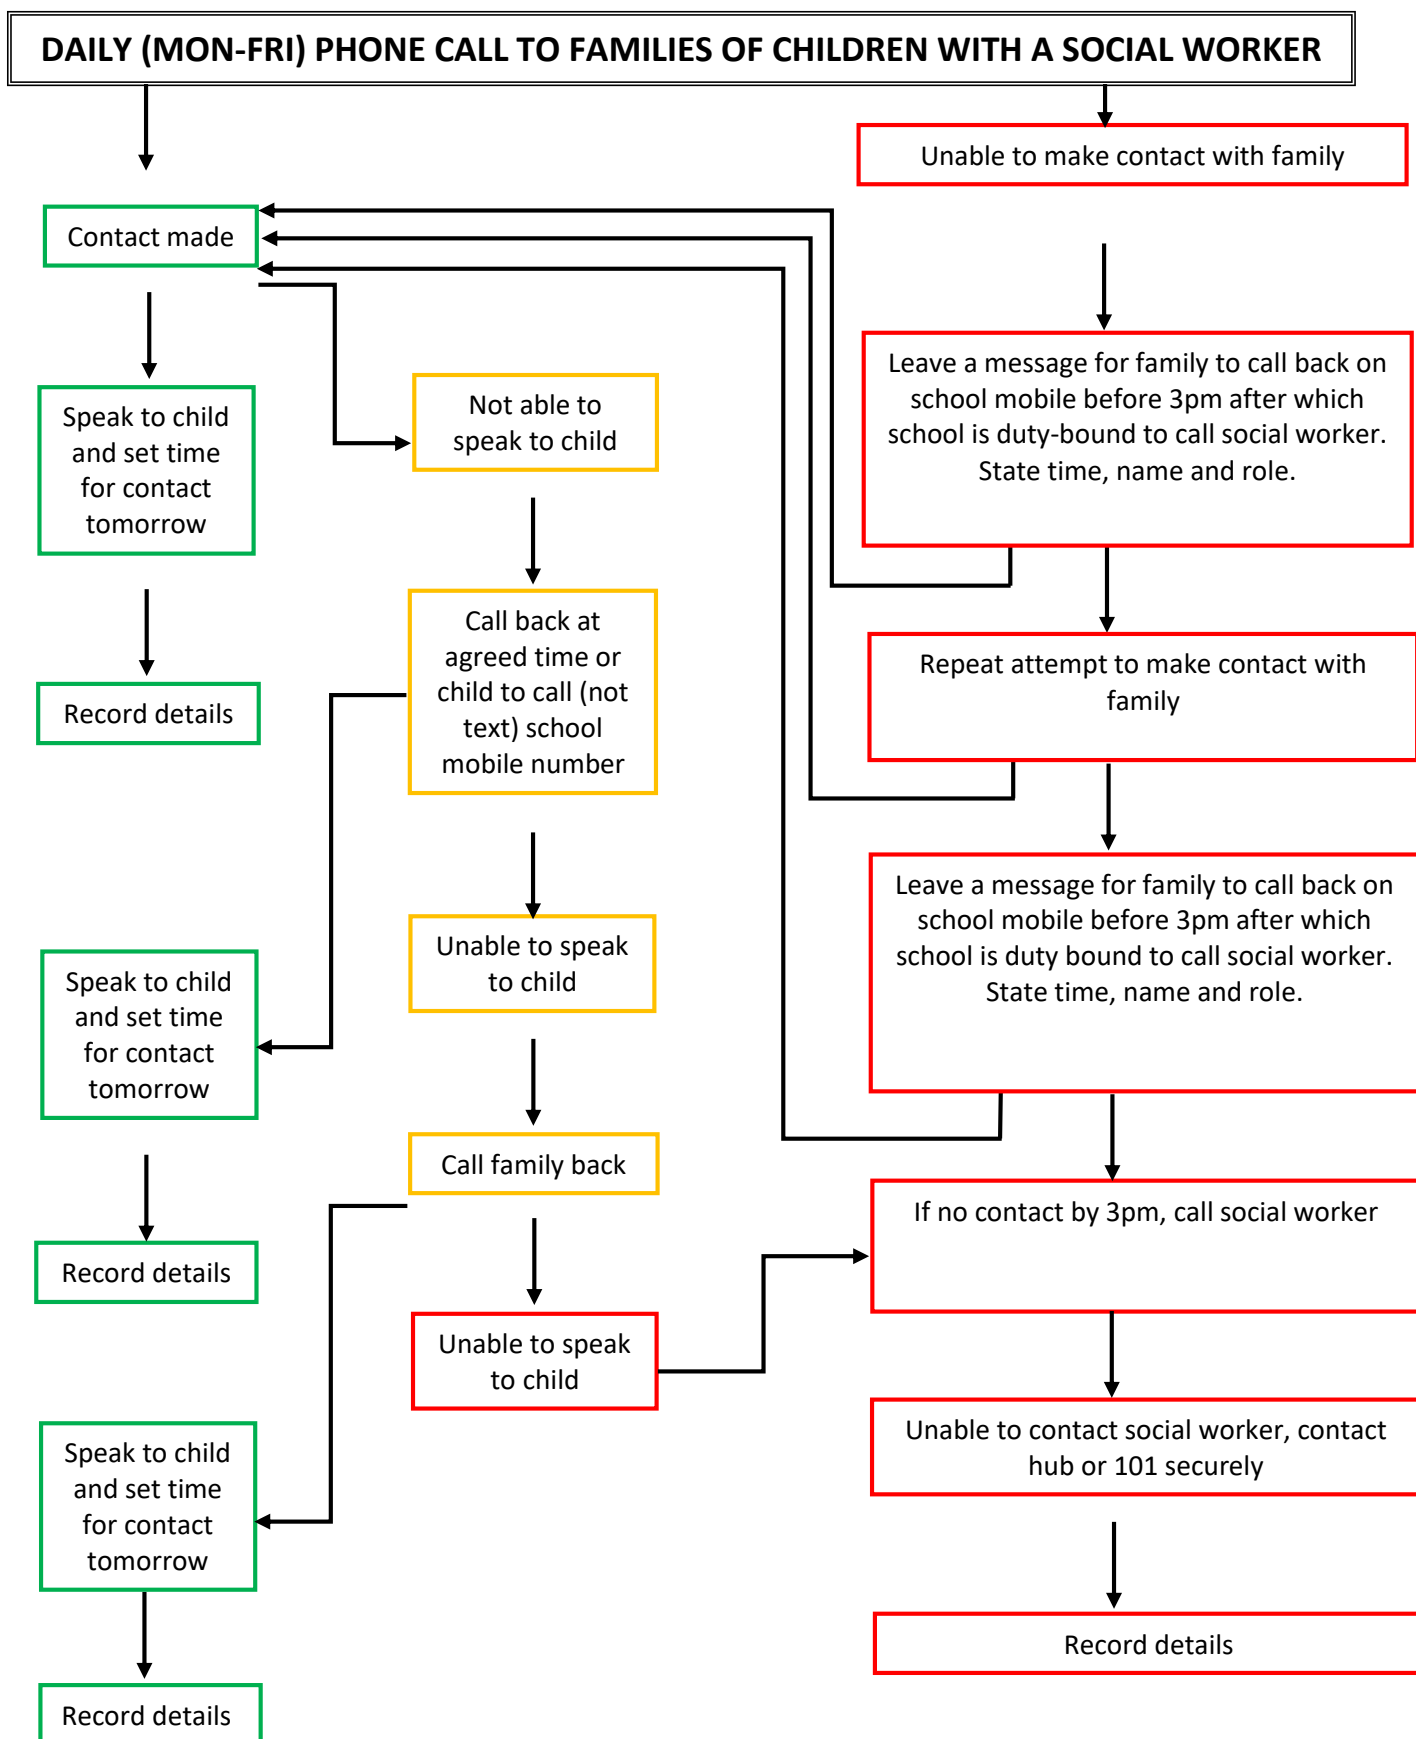 DAILY (MON-FRI) PHONE CALL TO FAMILIES OF CHILDREN WITH A SOCIAL WORKER
Unable to make contact with family
Contact made
Leave a message for family to call back on
school mobile before 3pm after which
school is duty-bound to call social worker.
State time, name and role.
Speak to child
and set time
for contact
tomorrow
Not able to
speak to child
Call back at
agreed time or
child to call (not
text) school
mobile number
Repeat attempt to make contact with
family
Record details
Leave a message for family to call back on
school mobile before 3pm after which
school is duty bound to call social worker.
State time, name and role.
Unable to speak
to child
Speak to child
and set time
for contact
tomorrow
Call family back
If no contact by 3pm, call social worker
Record details
Unable to speak
to child
Unable to contact social worker, contact
hub or 101 securely
Speak to child
and set time
for contact
tomorrow
Record details
Record details